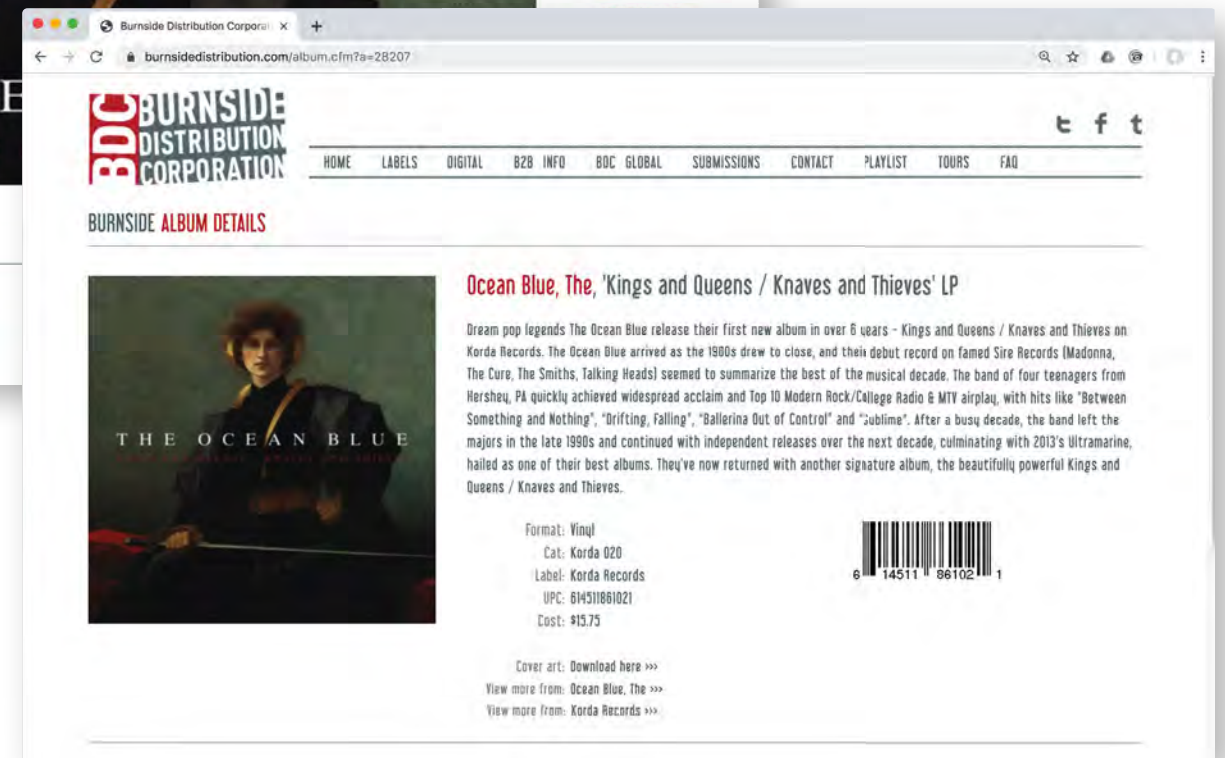 E
Burnside Distribution Corporat
burnsidedistribution.com/album.cfm?a=28207
BDC BURNSIDE
DISTRIBUTION
CORPORATION
HOME LABELS DIGITAL B2B INFO BDC GLOBAL SUBMISSIONS CONTACT PLAYLIST TOURS FAQ
BURNSIDE ALBUM DETAILS
Ocean Blue, The, 'Kings and Queens / Knaves and Thieves' LP
Dream pop legends The Ocean Blue release their first new album in over 6 years - Kings and Queens / Knaves and Thieves on
Korda Records. The Ocean Blue arrived as the 1980s drew to close, and their debut record on famed Sire Records (Madonna,
The Cure, The Smiths, Talking Heads) seemed to summarize the best of the musical decade. The band of four teenagers from
Hershey, PA quickly achieved widespread acclaim and Top 10 Modern Rock/College Radio & MTV airplay, with hits like "Between
Something and Nothing", "Drifting, Falling", "Ballerina Out of Control" and "Sublime". After a busy decade, the band left the
majors in the late 1990s and continued with independent releases over the next decade, culminating with 2013's Ultramarine,
hailed as one of their best albums. They've now returned with another signature album, the beautifully powerful Kings and
Queens / Knaves and Thieves.
THE OCEAN BLUE
KINGS AND QUEENS / KNAVES AND THIEVES
Format: Vinyl
Cat: Korda 020
Label: Korda Records
UPC: 614511861021
Cost: $15.75
6 14511 86102 1
Cover art: Download here >>>
View more from: Ocean Blue, The >>>
View more from: Korda Records >>>